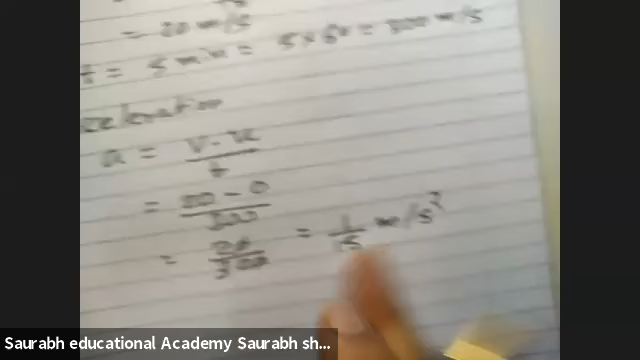 = 20 m/s
t = 5 min = 5 × 60 = 300 m/s
acceleration
a = v - u / t
= 20 - 0 / 300
= 20 / 300 = 1 / 15 m/s²
Saurabh educational Academy Saurabh sh...